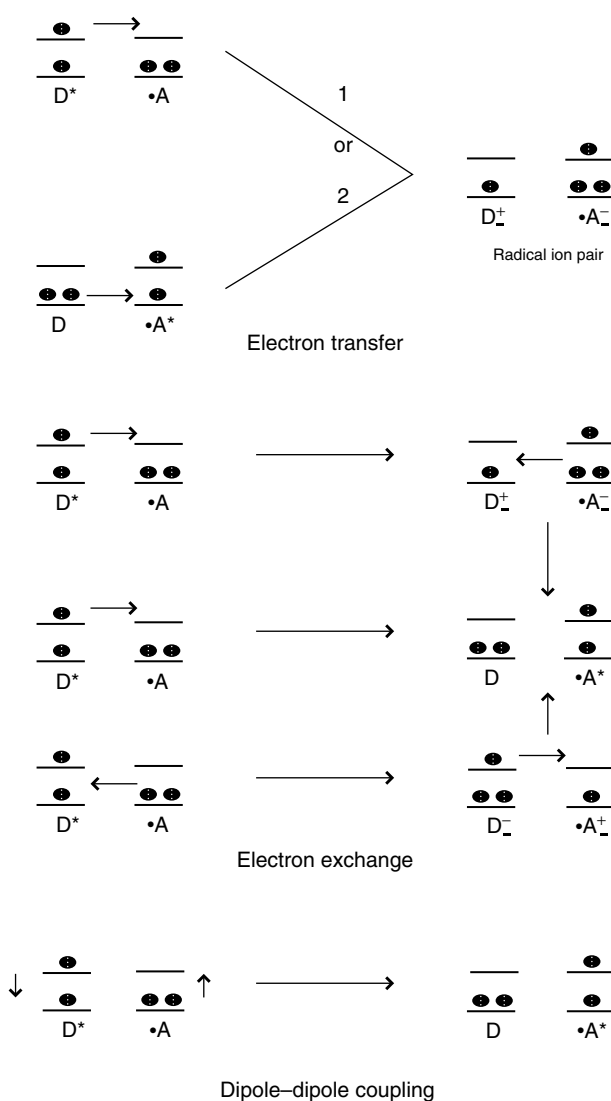 D* •A
1
or
2
D+ •A−
Radical ion pair
D •A*
Electron transfer
D* •A D+ •A−
D* •A D •A*
D* •A D− •A+
Electron exchange
D* •A D •A*
Dipole–dipole coupling